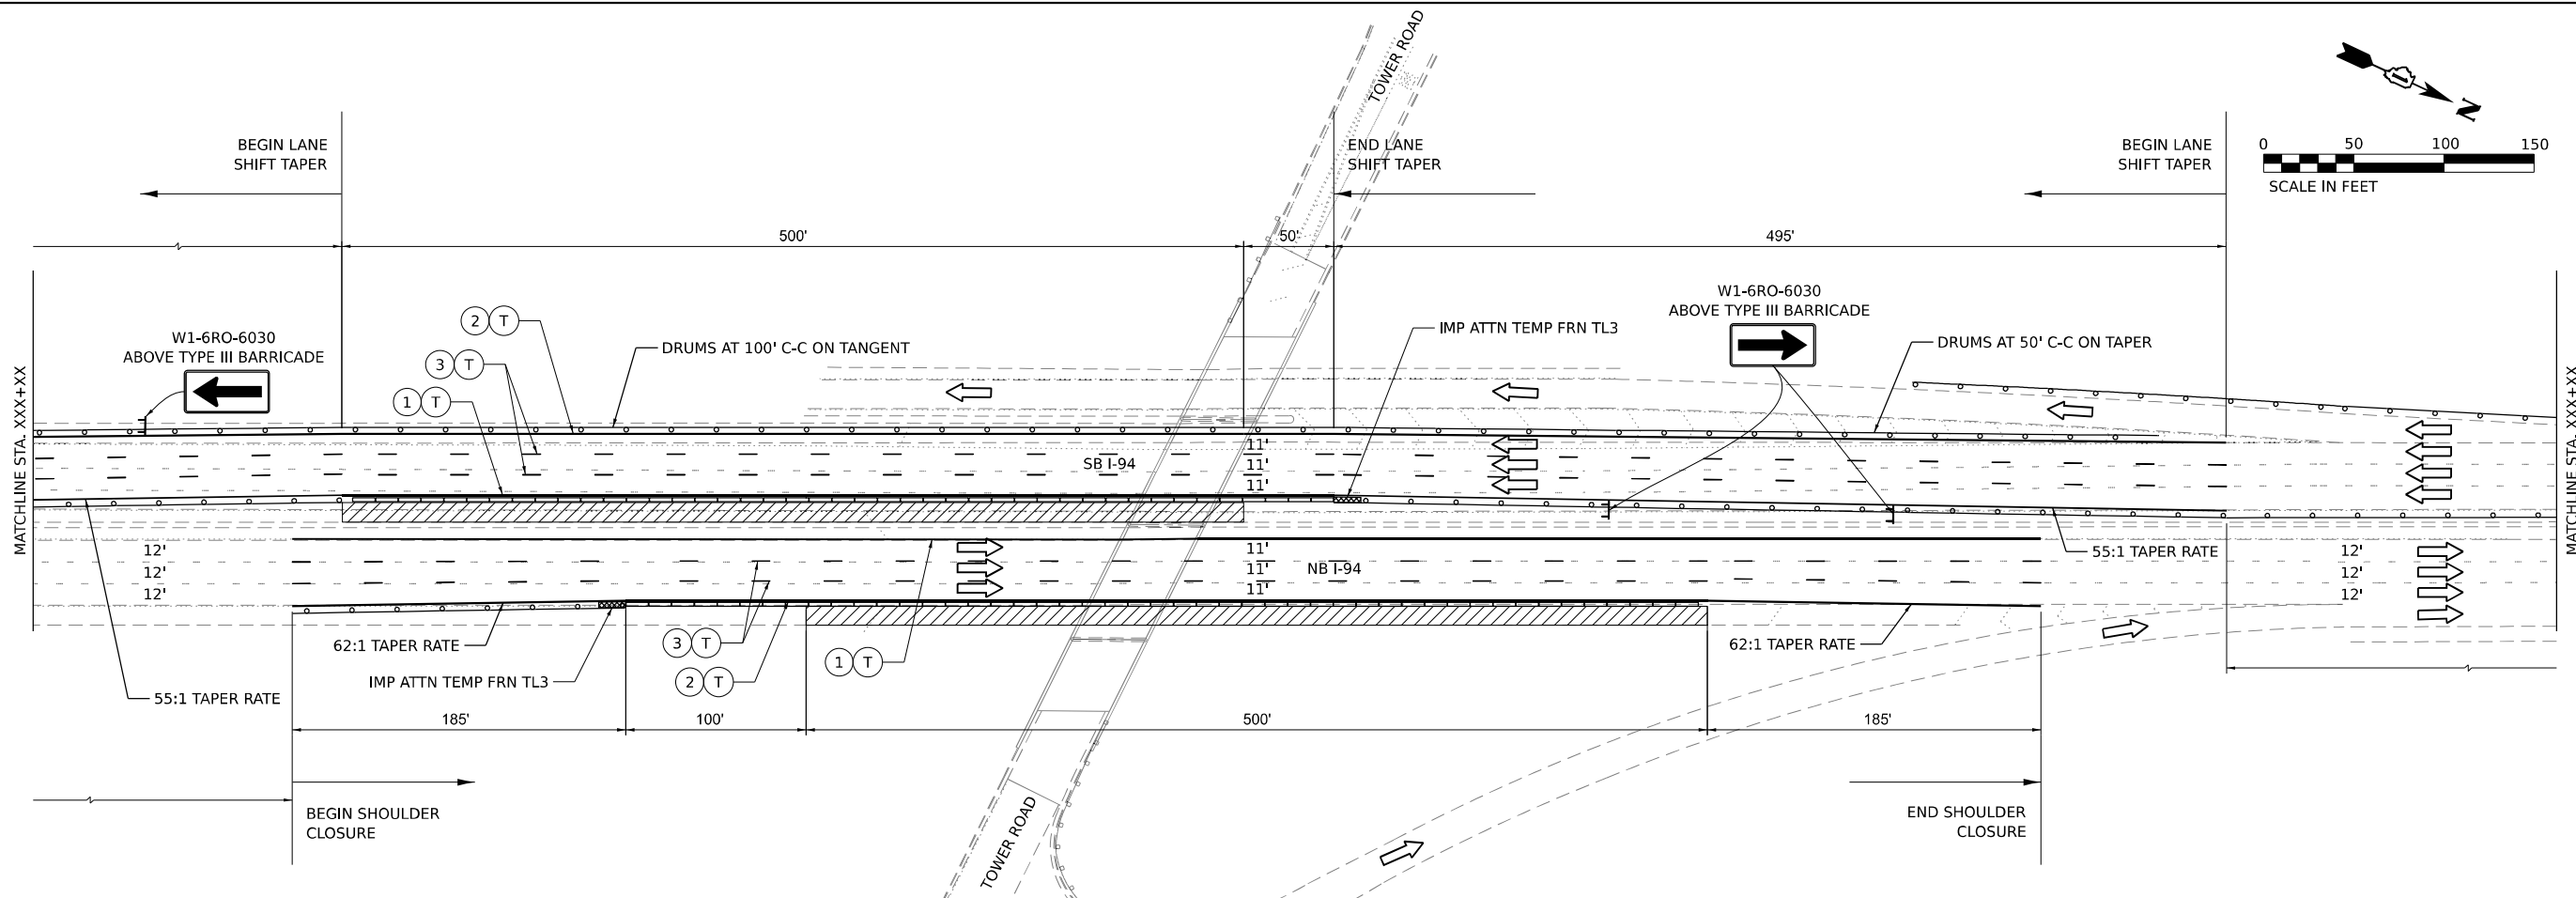 TOWER ROAD
BEGIN LANE
SHIFT TAPER
END LANE
SHIFT TAPER
BEGIN LANE
SHIFT TAPER
N
0 50 100 150
SCALE IN FEET
500'
50'
495'
W1-6RO-6030
ABOVE TYPE III BARRICADE
2 T
3 T
1 T
DRUMS AT 100' C-C ON TANGENT
IMP ATTN TEMP FRN TL3
W1-6RO-6030
ABOVE TYPE III BARRICADE
DRUMS AT 50' C-C ON TAPER
MATCHLINE STA. XXX+XX
MATCHLINE STA. XXX+XX
SB I-94
11'
11'
11'
12'
12'
12'
11'
11'
11'
NB I-94
55:1 TAPER RATE
12'
12'
12'
62:1 TAPER RATE
IMP ATTN TEMP FRN TL3
55:1 TAPER RATE
3 T
2 T
1 T
62:1 TAPER RATE
185'
100'
500'
185'
BEGIN SHOULDER
CLOSURE
TOWER ROAD
END SHOULDER
CLOSURE